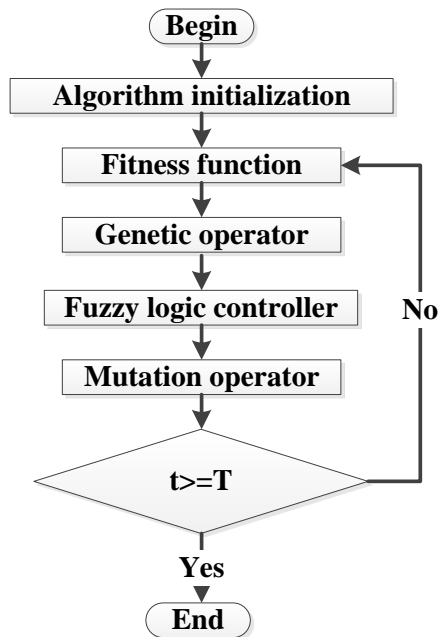 Begin
Algorithm initialization
Fitness function
Genetic operator
Fuzzy logic controller
No
Mutation operator
t>=T
Yes
End